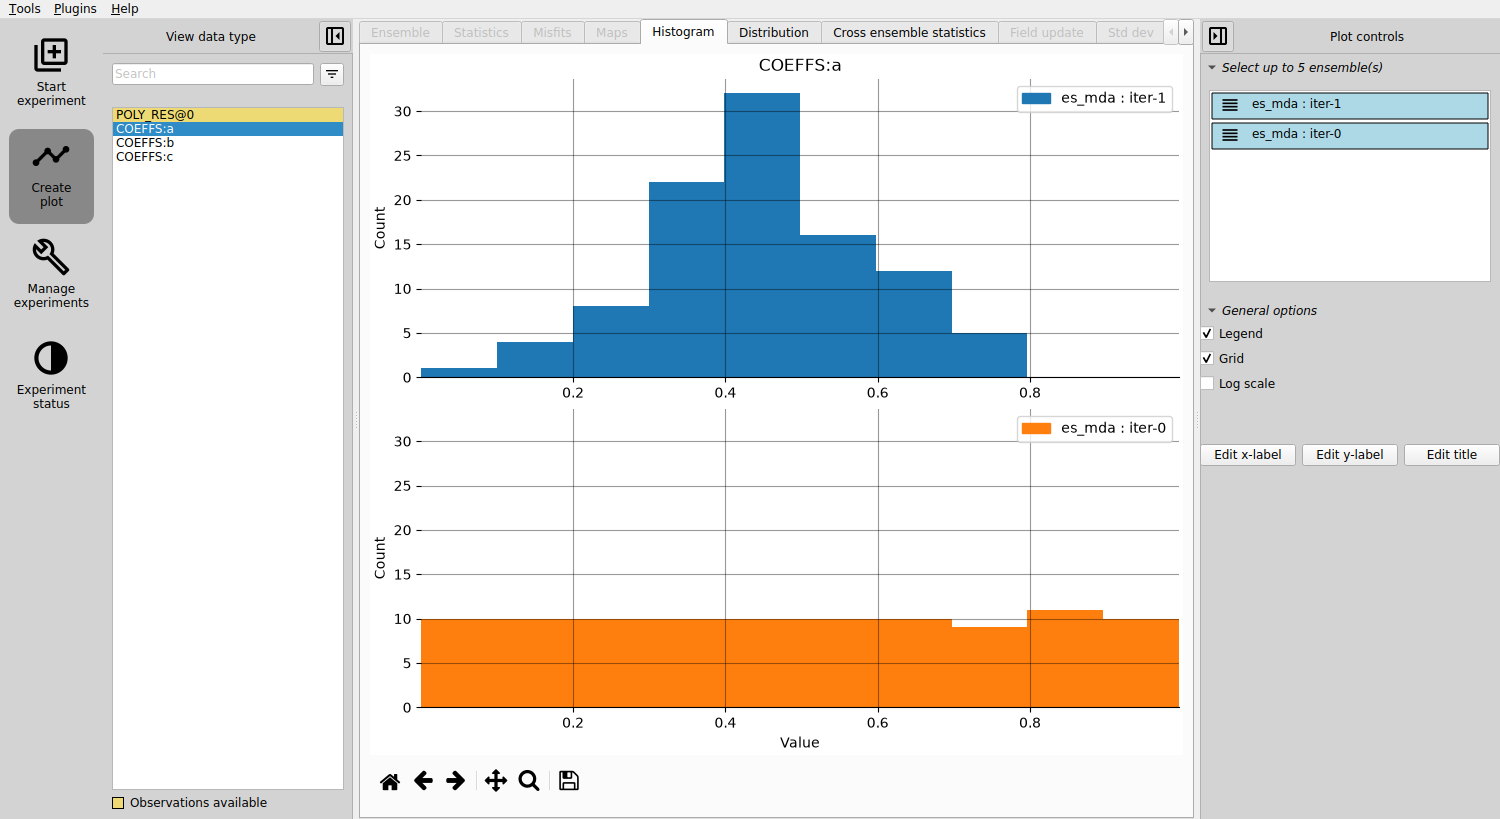 Tools Plugins Help
Start
experiment
Create
plot
Manage
experiments
Experiment
status
View data type
Search
POLY_RES@0
COEFFS:a
COEFFS:b
COEFFS:c
Observations available
Ensemble Statistics Misfits Maps Histogram Distribution Cross ensemble statistics Field update Std dev
COEFFS:a
es_mda : iter-1
Count
30
25
20
15
10
5
0
0.2 0.4 0.6 0.8
es_mda : iter-0
Count
30
25
20
15
10
5
0
0.2 0.4 0.6 0.8
Value
Plot controls
Select up to 5 ensemble(s)
es_mda : iter-1
es_mda : iter-0
General options
Legend
Grid
Log scale
Edit x-label Edit y-label Edit title